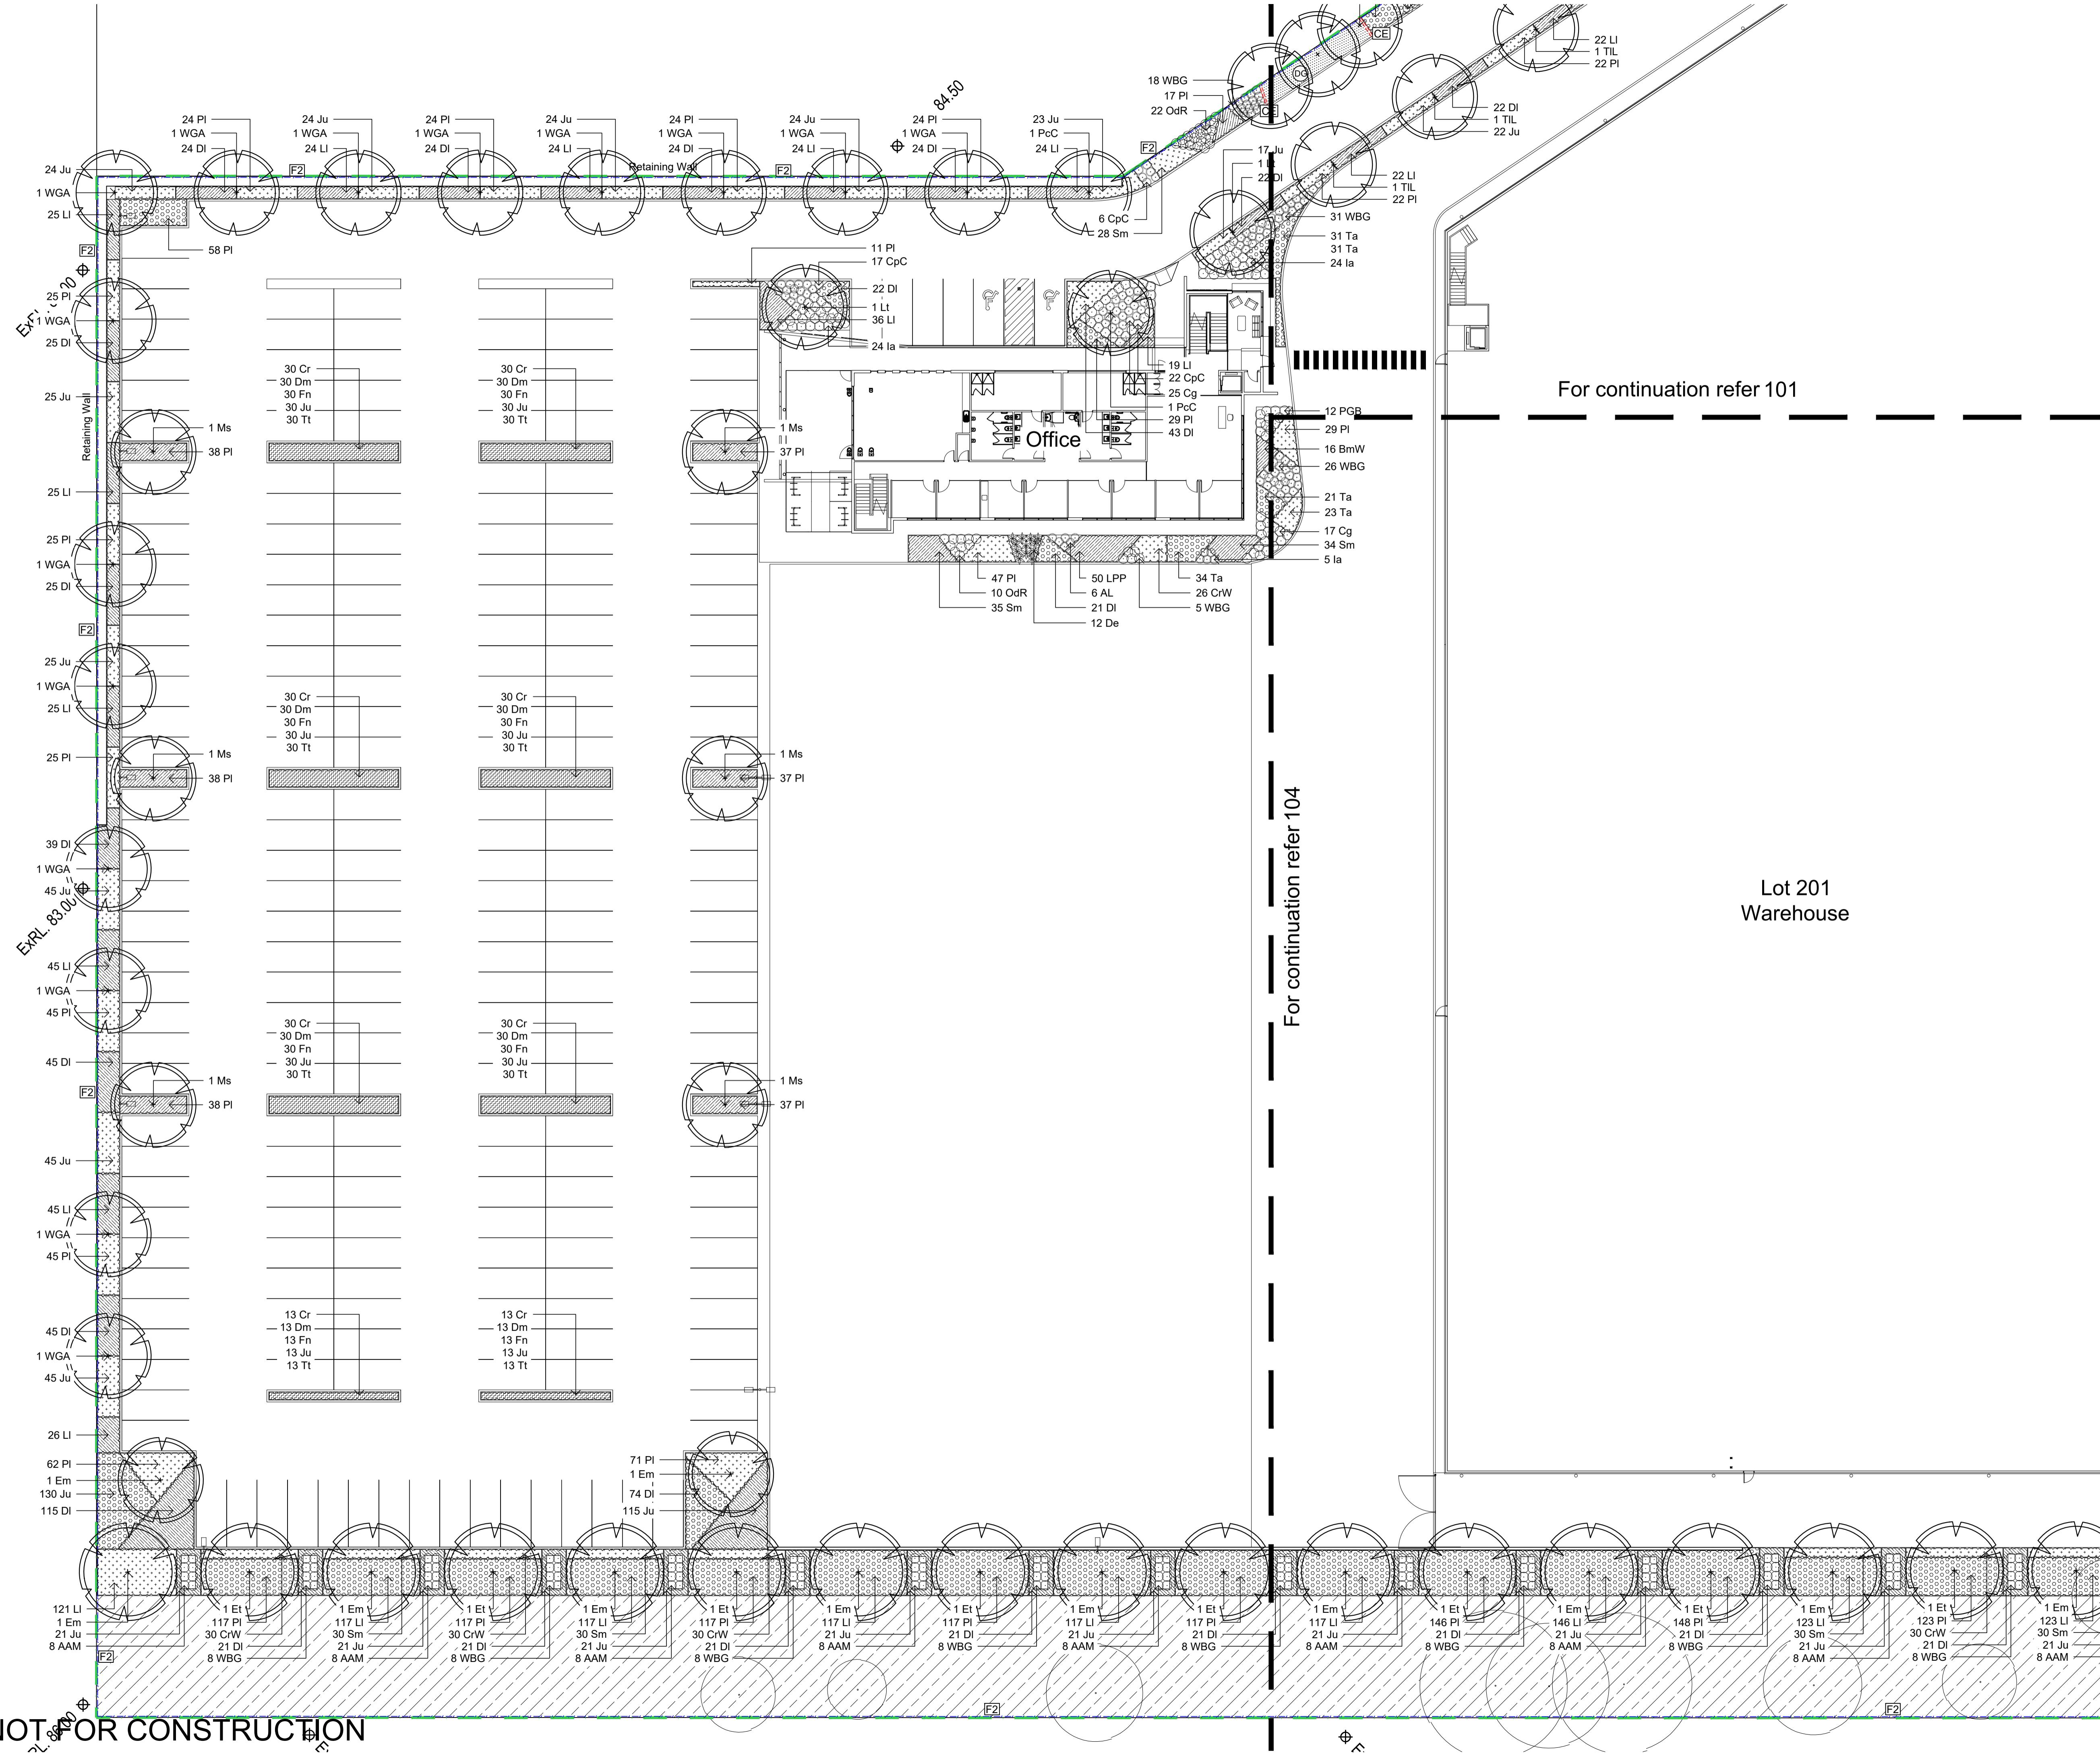 84.50
22 LI
1 TIL
22 PI
18 WBG
17 PI
22 OdR
CE
DG
CE
22 DI
1 TIL
22 Ju
24 PI
1 WGA
24 DI
24 Ju
1 WGA
24 LI
24 PI
1 WGA
24 DI
24 Ju
1 WGA
24 LI
24 PI
1 WGA
24 DI
24 Ju
1 WGA
24 LI
24 PI
1 WGA
24 DI
23 Ju
1 PcC
24 LI
F2
F2
F2
Retaining Wall
17 Ju
1 Lt
22 DI
22 LI
1 TIL
22 PI
24 Ju
1 WGA
25 LI
F2
58 PI
6 CpC
28 Sm
31 WBG
31 Ta
31 Ta
24 Ia
11 PI
17 CpC
22 DI
1 Lt
36 LI
24 Ia
25 PI
1 WGA
25 DI
25 Ju
Retaining Wall
30 Cr
30 Dm
30 Fn
30 Ju
30 Tt
30 Cr
30 Dm
30 Fn
30 Ju
30 Tt
19 LI
22 CpC
25 Cg
1 PcC
29 PI
43 DI
Office
For continuation refer 101
1 Ms
38 PI
1 Ms
37 PI
12 PGB
29 PI
16 BmW
26 WBG
21 Ta
23 Ta
17 Cg
34 Sm
5 Ia
25 LI
25 PI
1 WGA
25 DI
F2
47 PI
10 OdR
35 Sm
50 LPP
6 AL
21 DI
12 De
34 Ta
26 CrW
5 WBG
25 Ju
1 WGA
25 LI
25 PI
30 Cr
30 Dm
30 Fn
30 Ju
30 Tt
30 Cr
30 Dm
30 Fn
30 Ju
30 Tt
1 Ms
38 PI
1 Ms
37 PI
For continuation refer 104
39 DI
1 WGA
45 Ju
ExRL. 83.00
Lot 201
Warehouse
45 LI
1 WGA
45 PI
45 DI
F2
30 Cr
30 Dm
30 Fn
30 Ju
30 Tt
30 Cr
30 Dm
30 Fn
30 Ju
30 Tt
1 Ms
38 PI
1 Ms
37 PI
45 Ju
45 LI
1 WGA
45 PI
45 DI
1 WGA
45 Ju
13 Cr
13 Dm
13 Fn
13 Ju
13 Tt
13 Cr
13 Dm
13 Fn
13 Ju
13 Tt
26 LI
62 PI
1 Em
130 Ju
115 DI
71 PI
1 Em
74 DI
115 Ju
121 LI
1 Em
21 Ju
8 AAM
1 Et
117 PI
30 CrW
21 DI
8 WBG
1 Em
117 LI
30 Sm
21 Ju
8 AAM
1 Et
117 PI
30 CrW
21 DI
8 WBG
1 Em
117 LI
30 Sm
21 Ju
8 AAM
1 Et
117 PI
30 CrW
21 DI
8 WBG
1 Em
117 LI
21 Ju
8 AAM
1 Et
117 PI
21 DI
8 WBG
1 Em
117 LI
21 Ju
8 AAM
1 Et
117 PI
21 DI
8 WBG
1 Em
117 LI
21 Ju
8 AAM
1 Et
146 PI
21 DI
8 WBG
1 Em
146 LI
21 Ju
8 AAM
1 Et
148 PI
21 DI
8 WBG
1 Em
123 LI
30 Sm
21 Ju
8 AAM
1 Et
123 PI
30 CrW
21 DI
8 WBG
1 Em
123 LI
30 Sm
21 Ju
8 AAM
F2
F2
F2
NOT FOR CONSTRUCTION